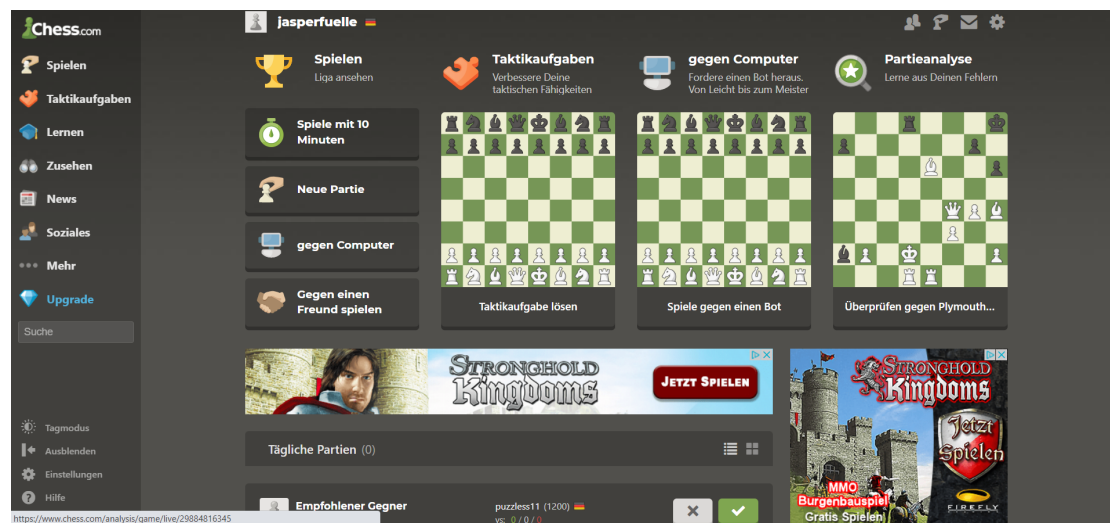 Chess.com
jasperfuelle
Spielen
Taktikaufgaben
Lernen
Zusehen
News
Soziales
Mehr
Upgrade
Suche
Tagmodus
Ausblenden
Einstellungen
Hilfe
Spielen
Liga ansehen
Taktikaufgaben
Verbessere Deine
taktischen Fähigkeiten
gegen Computer
Fordere einen Bot heraus.
Von Leicht bis zum Meister
Partieanalyse
Lerne aus Deinen Fehlern
Spiele mit 10
Minuten
Neue Partie
gegen Computer
Gegen einen
Freund spielen
Taktikaufgabe lösen
Spiele gegen einen Bot
Überprüfen gegen Plymouth...
STRONGHOLD
Kingdoms
JETZT SPIELEN
STRONGHOLD
Kingdoms
Jetzt
Spielen
MMO
Burgenbauspiel
Gratis Spielen
FIREFLY
Tägliche Partien (0)
Empfohlener Gegner
puzzless11 (1200)
vs: 0 / 0 / 0
https://www.chess.com/analysis/game/live/29884816345